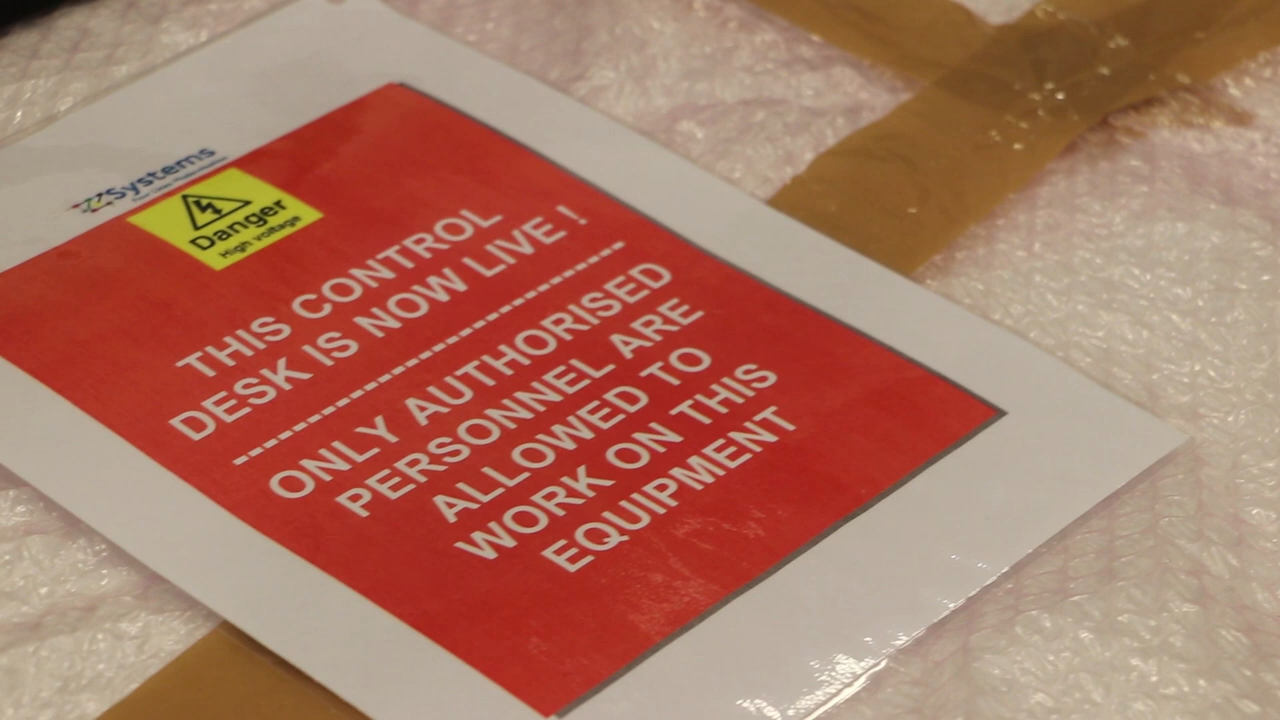 Systems
Danger
High voltage
THIS CONTROL
DESK IS NOW LIVE !
ONLY AUTHORISED
PERSONNEL ARE
ALLOWED TO
WORK ON THIS
EQUIPMENT